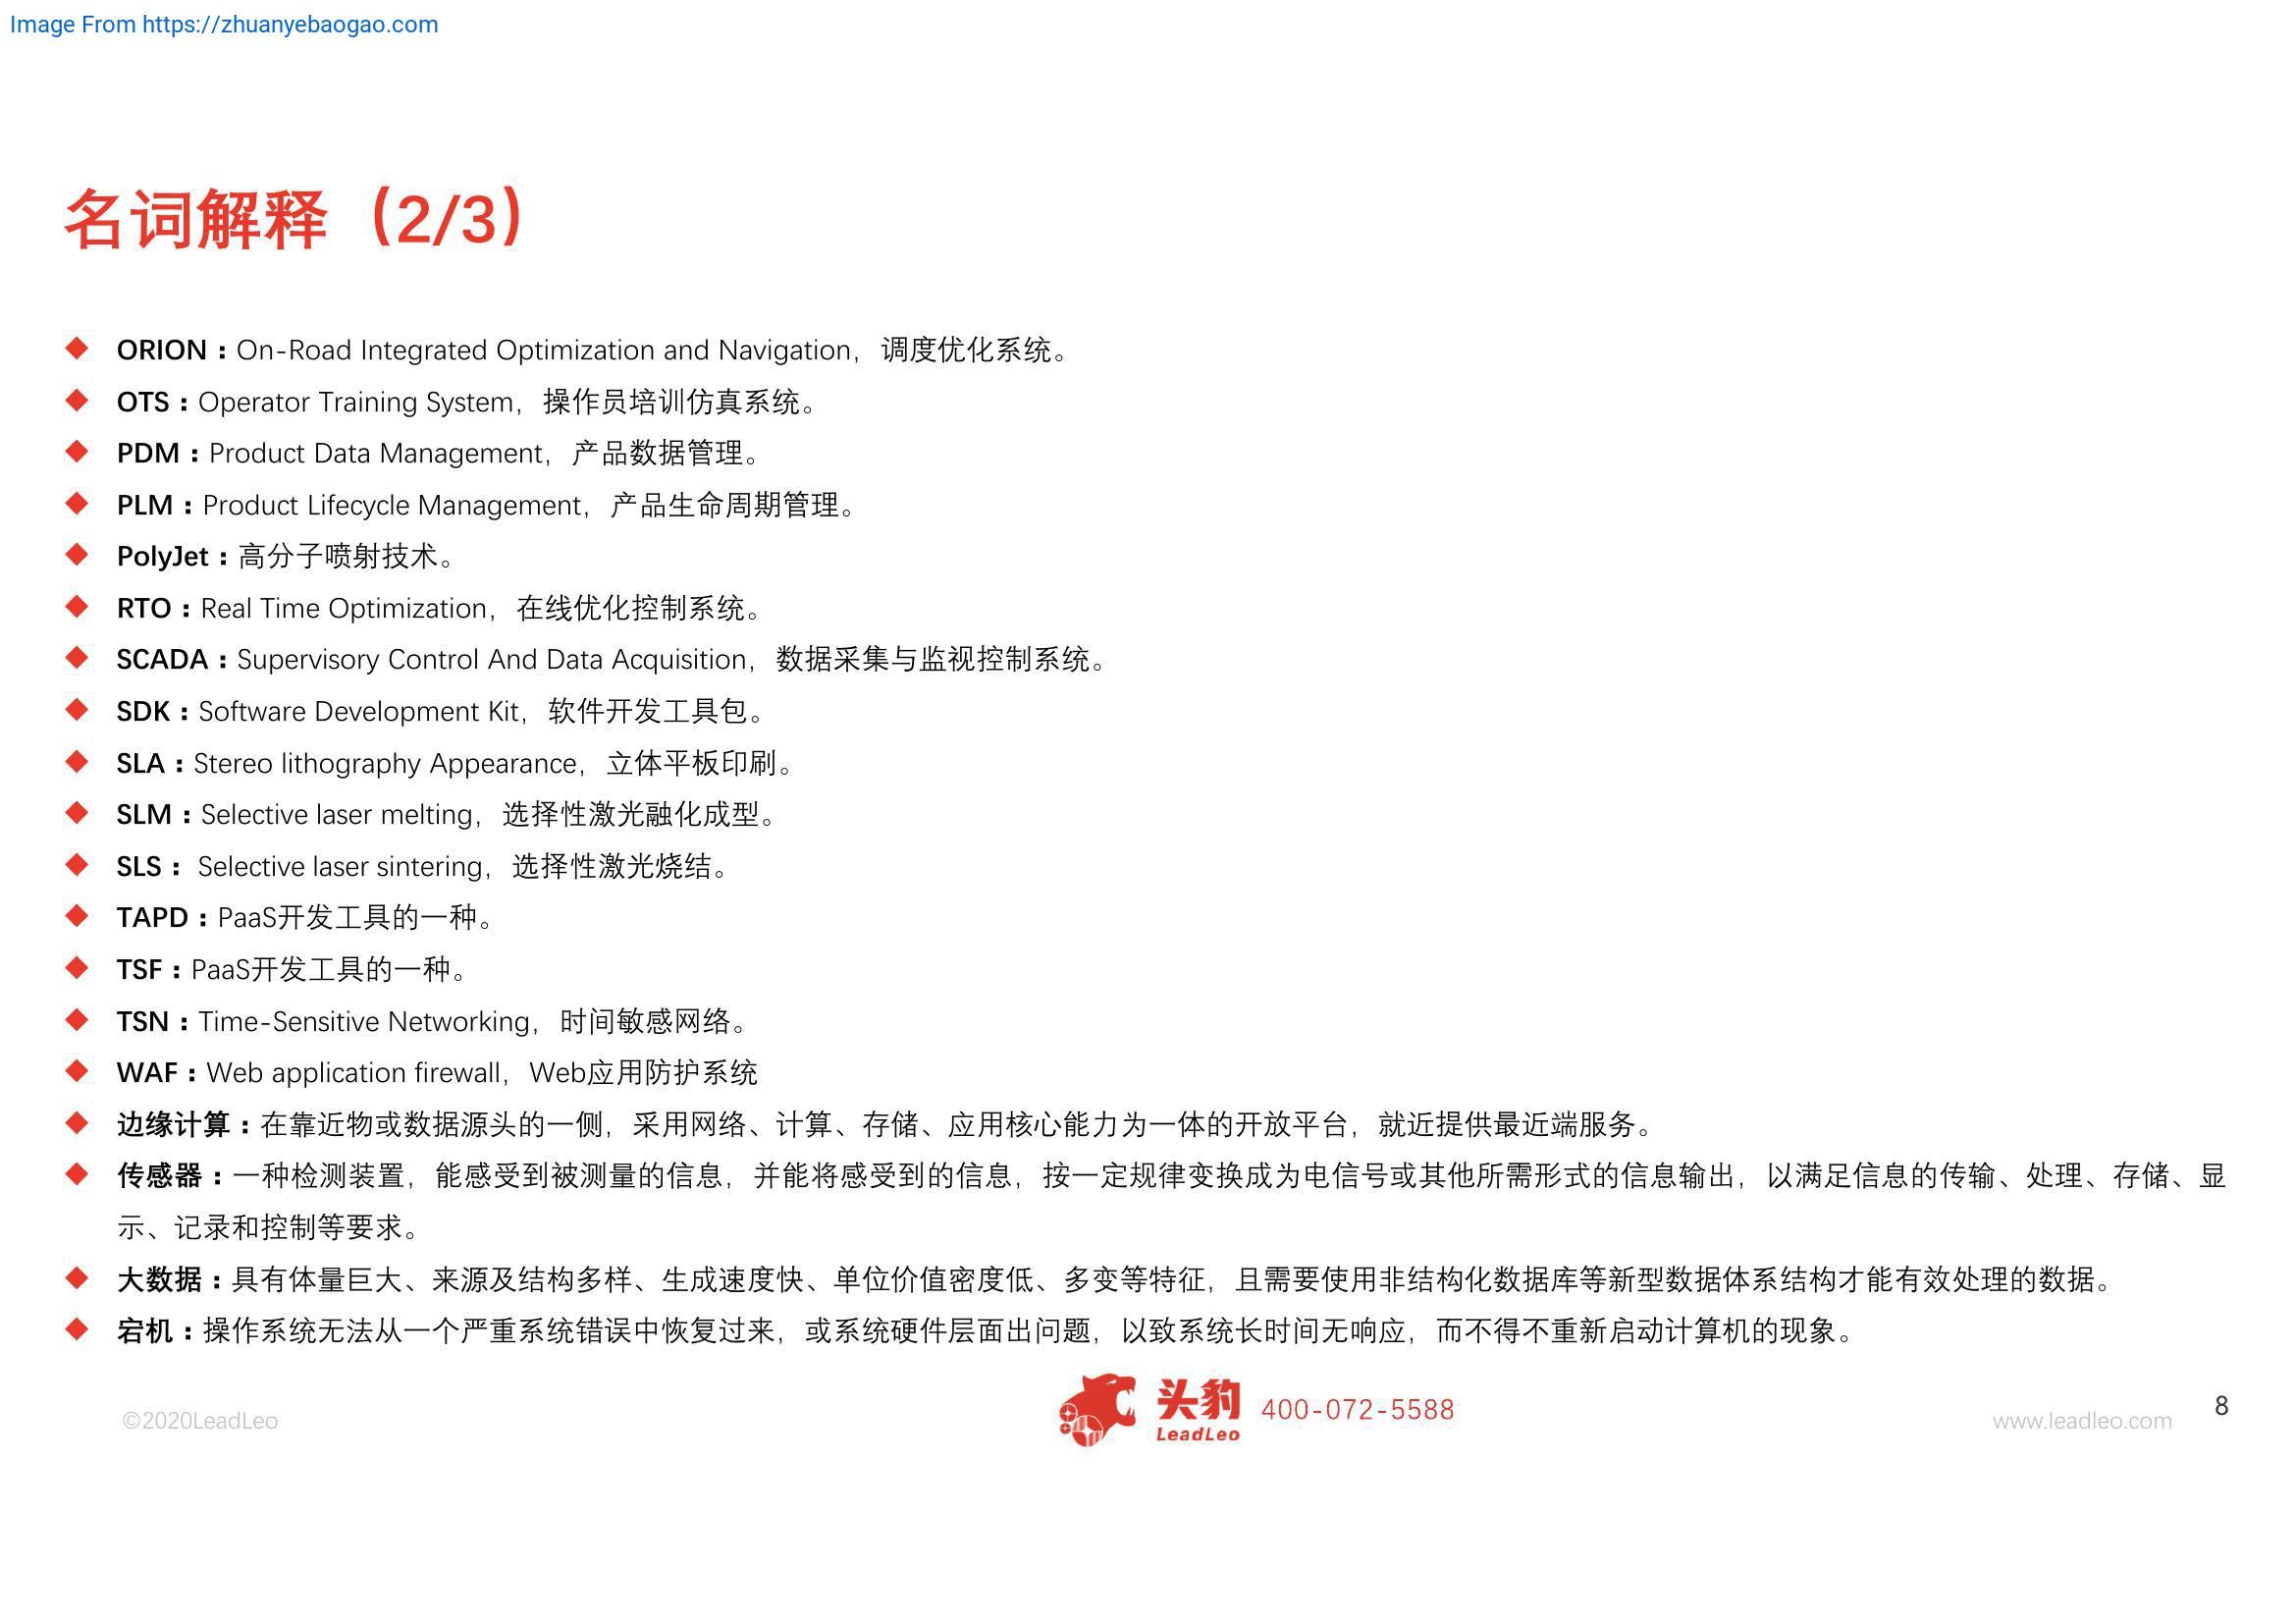 Image From https://zhuanyebaogao.com
名词解释（2/3）
ORION：On-Road Integrated Optimization and Navigation，调度优化系统。
OTS：Operator Training System，操作员培训仿真系统。
PDM：Product Data Management，产品数据管理。
PLM：Product Lifecycle Management，产品生命周期管理。
PolyJet：高分子喷射技术。
RTO：Real Time Optimization，在线优化控制系统。
SCADA：Supervisory Control And Data Acquisition，数据采集与监视控制系统。
SDK：Software Development Kit，软件开发工具包。
SLA：Stereo lithography Appearance，立体平板印刷。
SLM：Selective laser melting，选择性激光融化成型。
SLS： Selective laser sintering，选择性激光烧结。
TAPD：PaaS开发工具的一种。
TSF：PaaS开发工具的一种。
TSN：Time-Sensitive Networking，时间敏感网络。
WAF：Web application firewall，Web应用防护系统
边缘计算：在靠近物或数据源头的一侧，采用网络、计算、存储、应用核心能力为一体的开放平台，就近提供最近端服务。
传感器：一种检测装置，能感受到被测量的信息，并能将感受到的信息，按一定规律变换成为电信号或其他所需形式的信息输出，以满足信息的传输、处理、存储、显
示、记录和控制等要求。
大数据：具有体量巨大、来源及结构多样、生成速度快、单位价值密度低、多变等特征，且需要使用非结构化数据库等新型数据体系结构才能有效处理的数据。
宕机：操作系统无法从一个严重系统错误中恢复过来，或系统硬件层面出问题，以致系统长时间无响应，而不得不重新启动计算机的现象。
©2020LeadLeo
头豹
LeadLeo
400-072-5588
www.leadleo.com
8